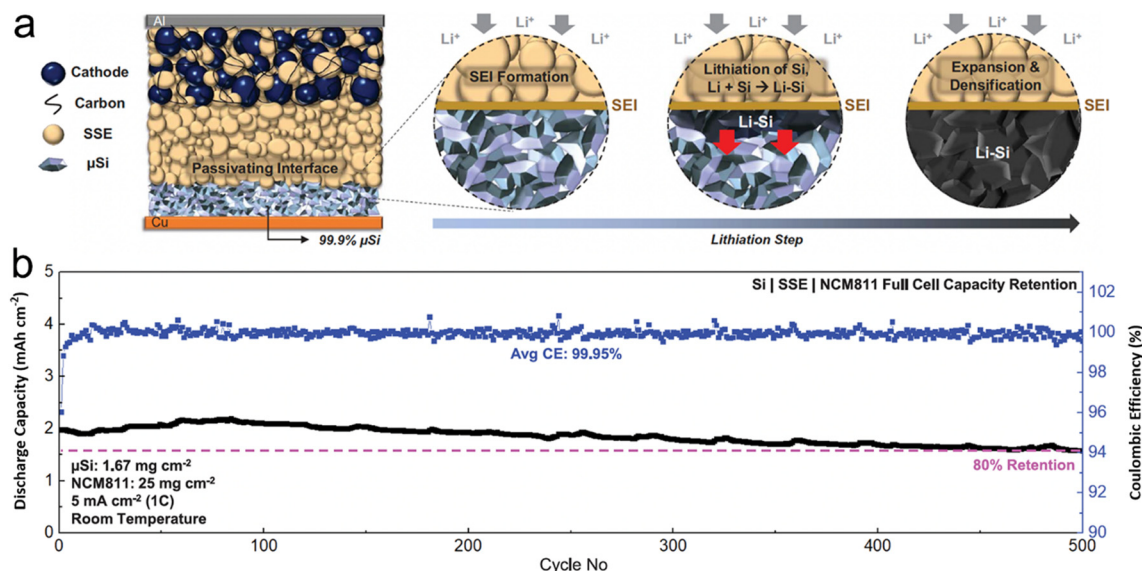 a
Al
Cathode
Carbon
SSE
μSi
Passivating Interface
Cu
99.9% μSi
Li⁺
Li⁺ Li⁺
SEI Formation
SEI
Li⁺
Li⁺ Li⁺
Lithiation of Si,
Li + Si → Li-Si
SEI
Li-Si
Li⁺
Li⁺ Li⁺
Expansion &
Densification
SEI
Li-Si
Lithiation Step
b
Si | SSE | NCM811 Full Cell Capacity Retention
Avg CE: 99.95%
80% Retention
μSi: 1.67 mg cm⁻²
NCM811: 25 mg cm⁻²
5 mA cm⁻² (1C)
Room Temperature
Discharge Capacity (mAh cm⁻²)
5
4
3
2
1
0
0 100 200 300 400 500
Cycle No
102
100
98
96
94
92
90
Coulombic Efficiency (%)